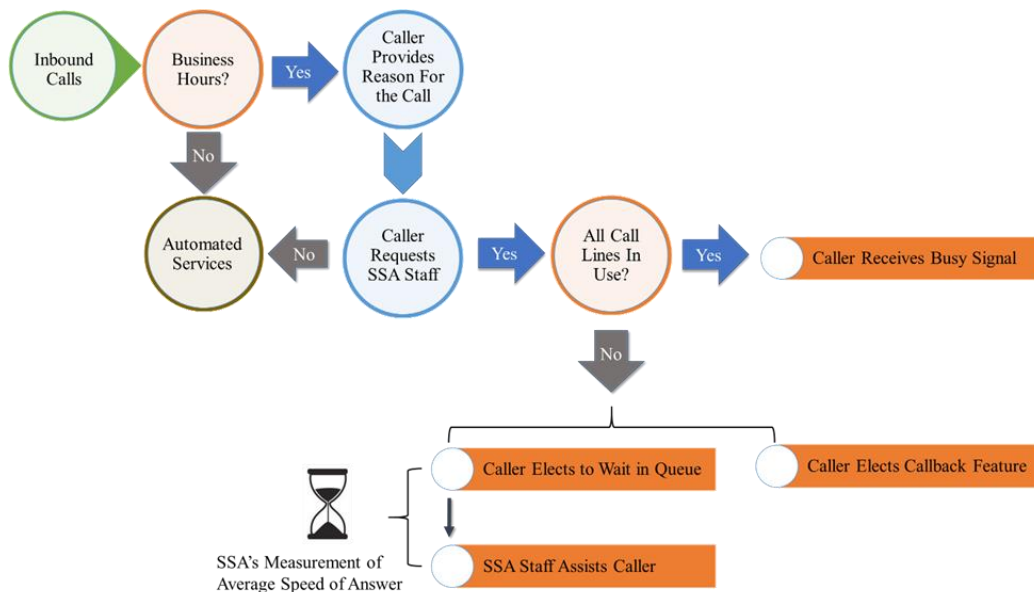 Inbound
Calls
Business
Hours?
Yes
Caller
Provides
Reason For
the Call
No
Automated
Services
No
Caller
Requests
SSA Staff
Yes
All Call
Lines In
Use?
Yes
Caller Receives Busy Signal
No
Caller Elects to Wait in Queue
Caller Elects Callback Feature
SSA's Measurement of
Average Speed of Answer
SSA Staff Assists Caller